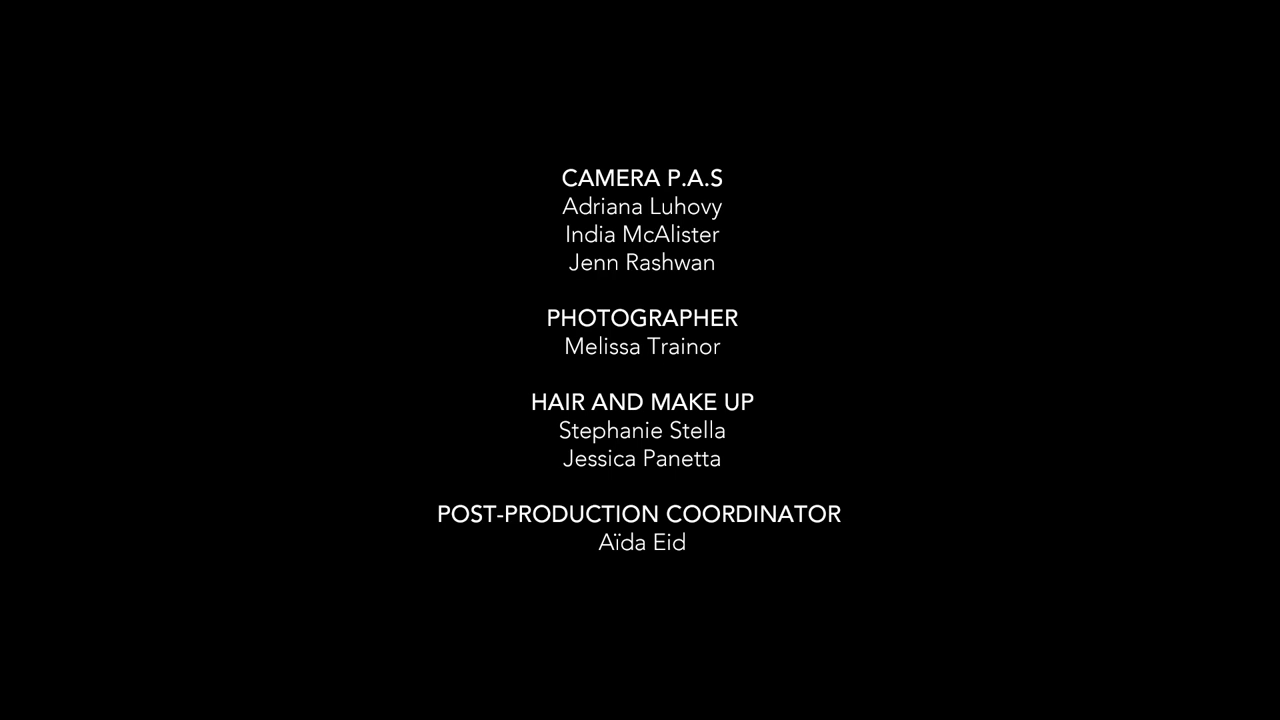 CAMERA P.A.S
Adriana Luhovy
India McAlister
Jenn Rashwan
PHOTOGRAPHER
Melissa Trainor
HAIR AND MAKE UP
Stephanie Stella
Jessica Panetta
POST-PRODUCTION COORDINATOR
Aïda Eid